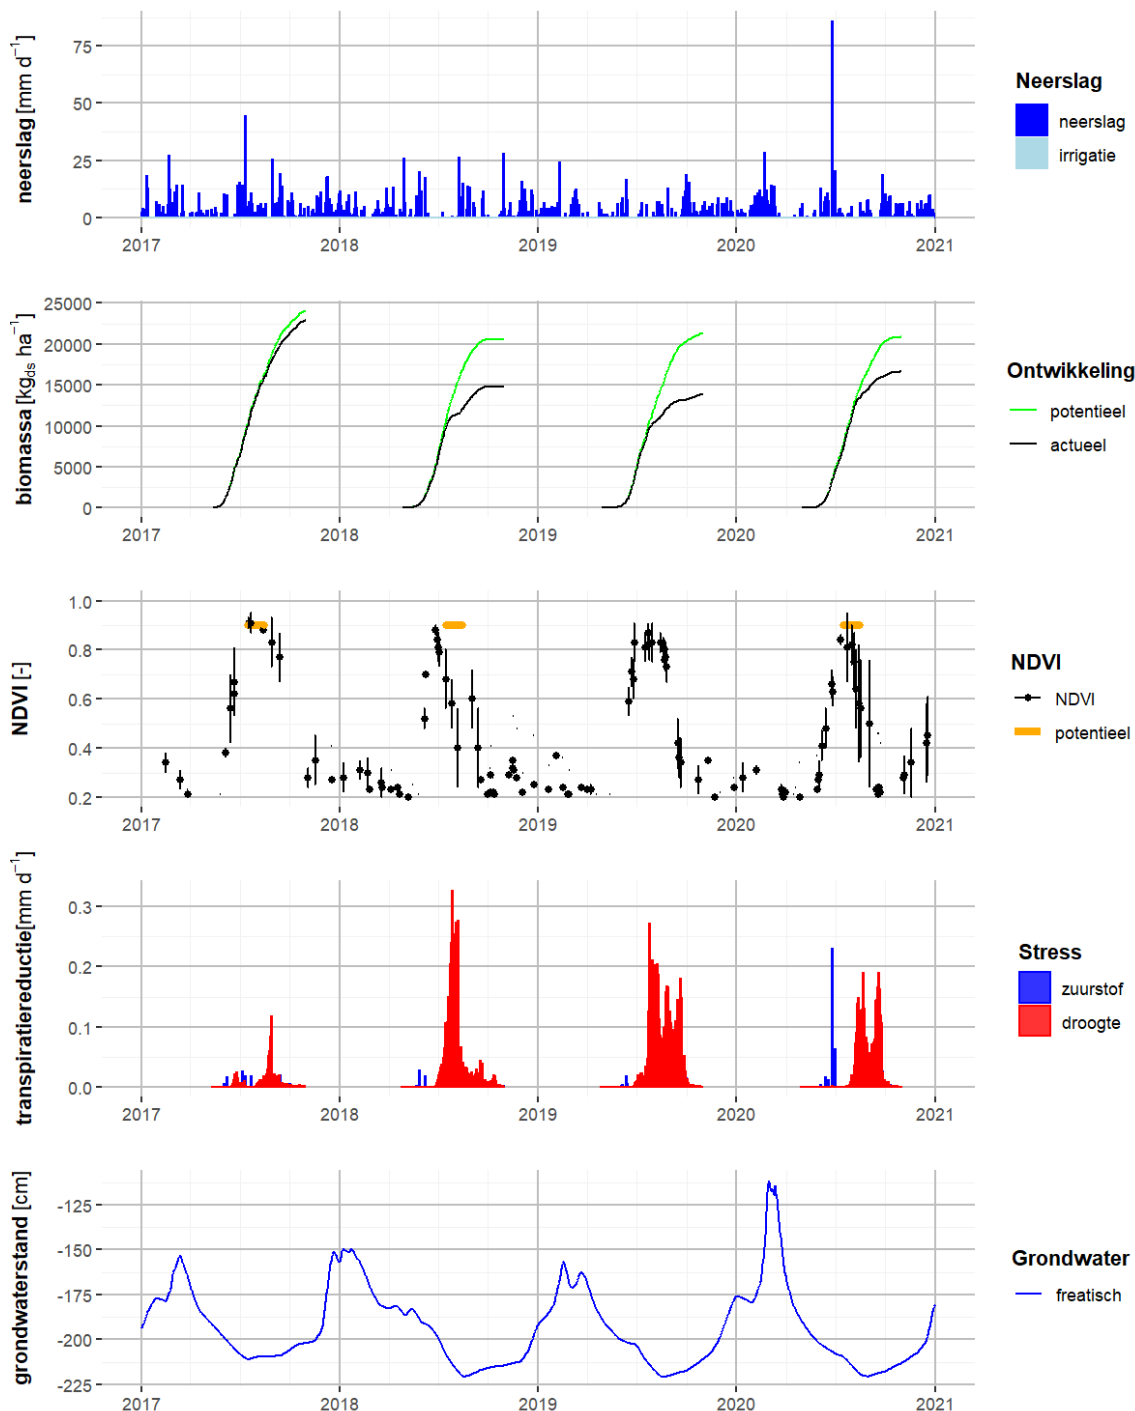 neerslag [mm d⁻¹]
75
50
25
0
2017
2018
2019
2020
2021
Neerslag
neerslag
irrigatie
biomassa [kg_ds ha⁻¹]
25000
20000
15000
10000
5000
0
2017
2018
2019
2020
2021
Ontwikkeling
potentieel
actueel
NDVI [-]
1.0
0.8
0.6
0.4
0.2
2017
2018
2019
2020
2021
NDVI
NDVI
potentieel
transpiratiereductie[mm d⁻¹]
0.3
0.2
0.1
0.0
2017
2018
2019
2020
2021
Stress
zuurstof
droogte
grondwaterstand [cm]
-125
-150
-175
-200
-225
2017
2018
2019
2020
2021
Grondwater
freatisch